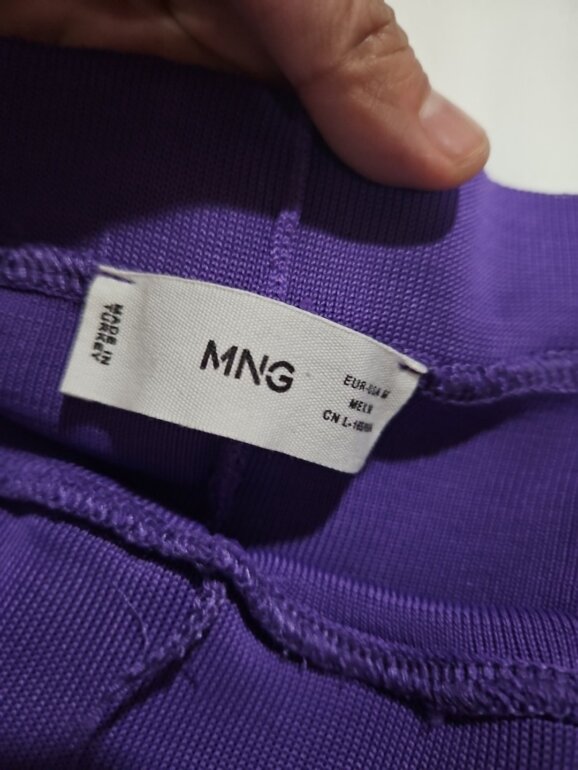 MADE IN
TURKEY
MNG
EUR-USA M
MEX M
CN L-